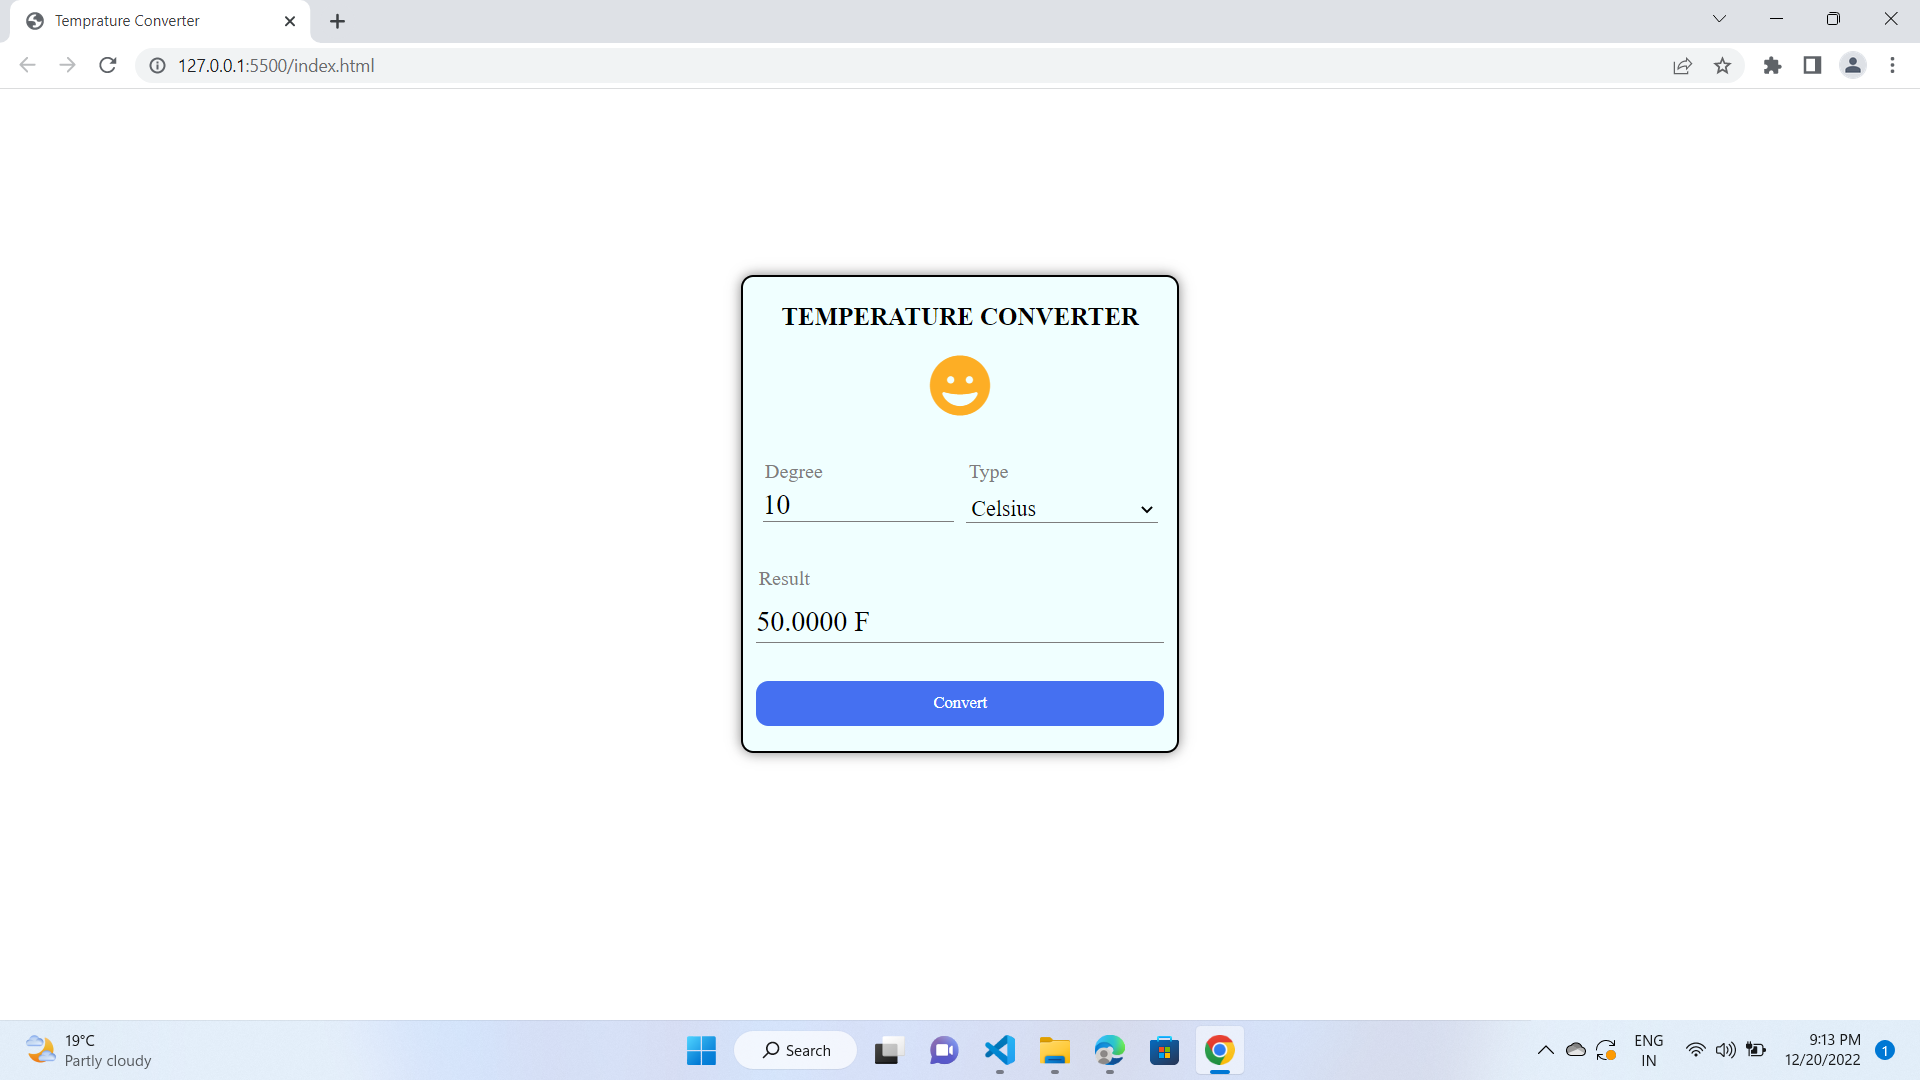 Temprature Converter
127.0.0.1:5500/index.html
TEMPERATURE CONVERTER
Degree Type
10 Celsius
Result
50.0000 F
Convert
19°C
Partly cloudy
Search
ENG
IN
9:13 PM
12/20/2022
1